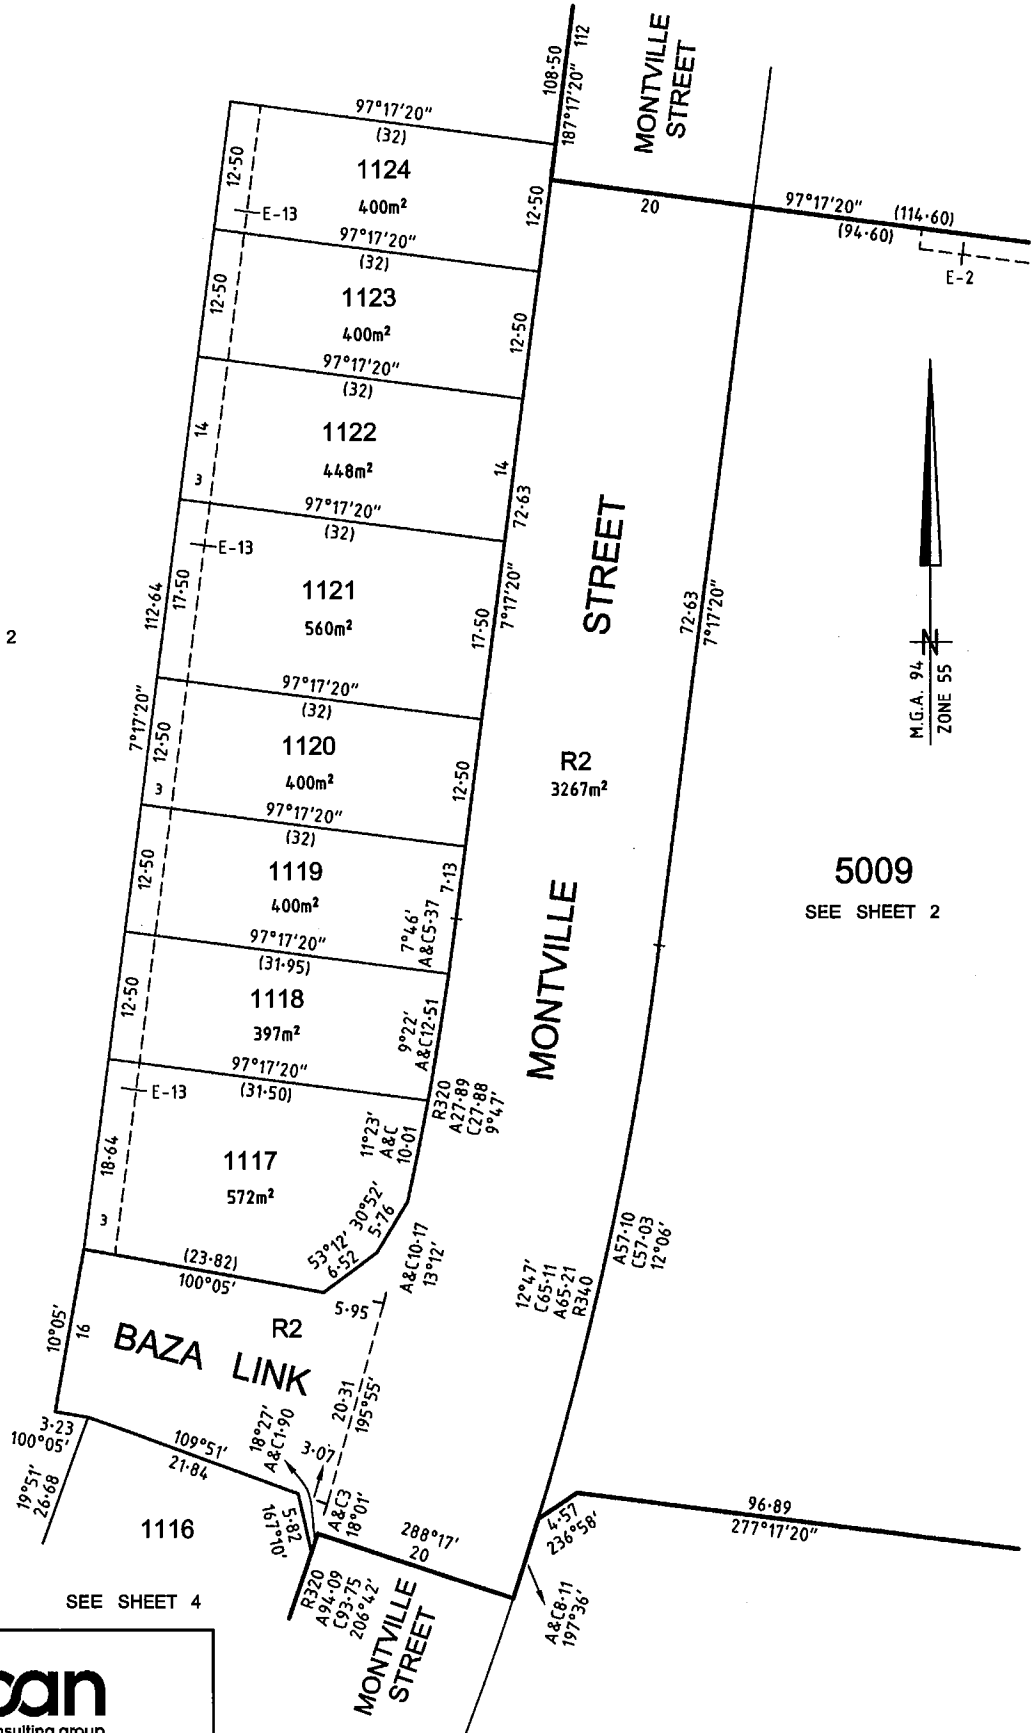 MONTVILLE
STREET
108·50
187°17'20" 112
97°17'20"
(32)
1124
400m²
12·50
E-13
12·50
20
97°17'20" (114·60)
(94·60)
E-2
97°17'20"
(32)
1123
400m²
12·50
12·50
97°17'20"
(32)
1122
448m²
14
3
14
72·63
97°17'20"
(32)
E-13
1121
560m²
112·64
17·50
17·50
7°17'20"
STREET
72·63
7°17'20"
M.G.A. 94
N
ZONE 55
2
97°17'20"
(32)
7°17'20"
12·50
3
1120
400m²
12·50
R2
3267m²
97°17'20"
(32)
12·50
1119
400m²
7·13
7°46'
A&C5·37
MONTVILLE
5009
SEE SHEET 2
97°17'20"
(31·95)
12·50
1118
397m²
9°22'
A&C12·51
97°17'20"
(31·50)
E-13
R320
A27·89
C27·88
9°47'
11°23'
A&C
10·01
1117
572m²
18·64
3
30°52'
5·76
53°12'
6·52
(23·82)
100°05'
A&C10·17
13°12'
A57·10
C57·03
12°06'
12°47'
C65·11
A65·21
R340
5·95
10°05'
16
R2
BAZA LINK
20·31
195°55'
3·23
100°05'
109°51'
21·84
18°27'
A&C1·90
3·07
19°51'
26·68
1116
5·82
167°10'
A&C3
18°01'
288°17'
20
4·57
236°58'
96·89
277°17'20"
SEE SHEET 4
R320
A94·09
C93·75
206°42'
MONTVILLE
STREET
A&C8·11
197°36'
can
nsulting group